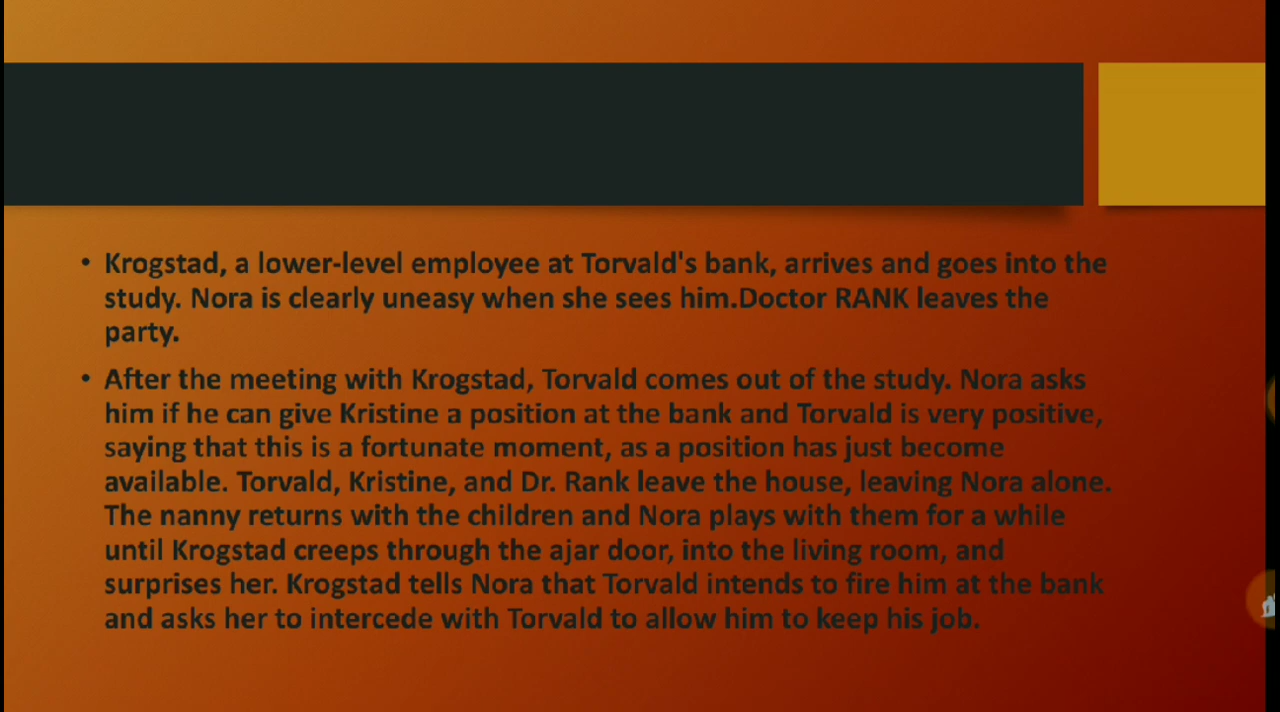 • Krogstad, a lower-level employee at Torvald's bank, arrives and goes into the
study. Nora is clearly uneasy when she sees him.Doctor RANK leaves the
party.
• After the meeting with Krogstad, Torvald comes out of the study. Nora asks
him if he can give Kristine a position at the bank and Torvald is very positive,
saying that this is a fortunate moment, as a position has just become
available. Torvald, Kristine, and Dr. Rank leave the house, leaving Nora alone.
The nanny returns with the children and Nora plays with them for a while
until Krogstad creeps through the ajar door, into the living room, and
surprises her. Krogstad tells Nora that Torvald intends to fire him at the bank
and asks her to intercede with Torvald to allow him to keep his job.